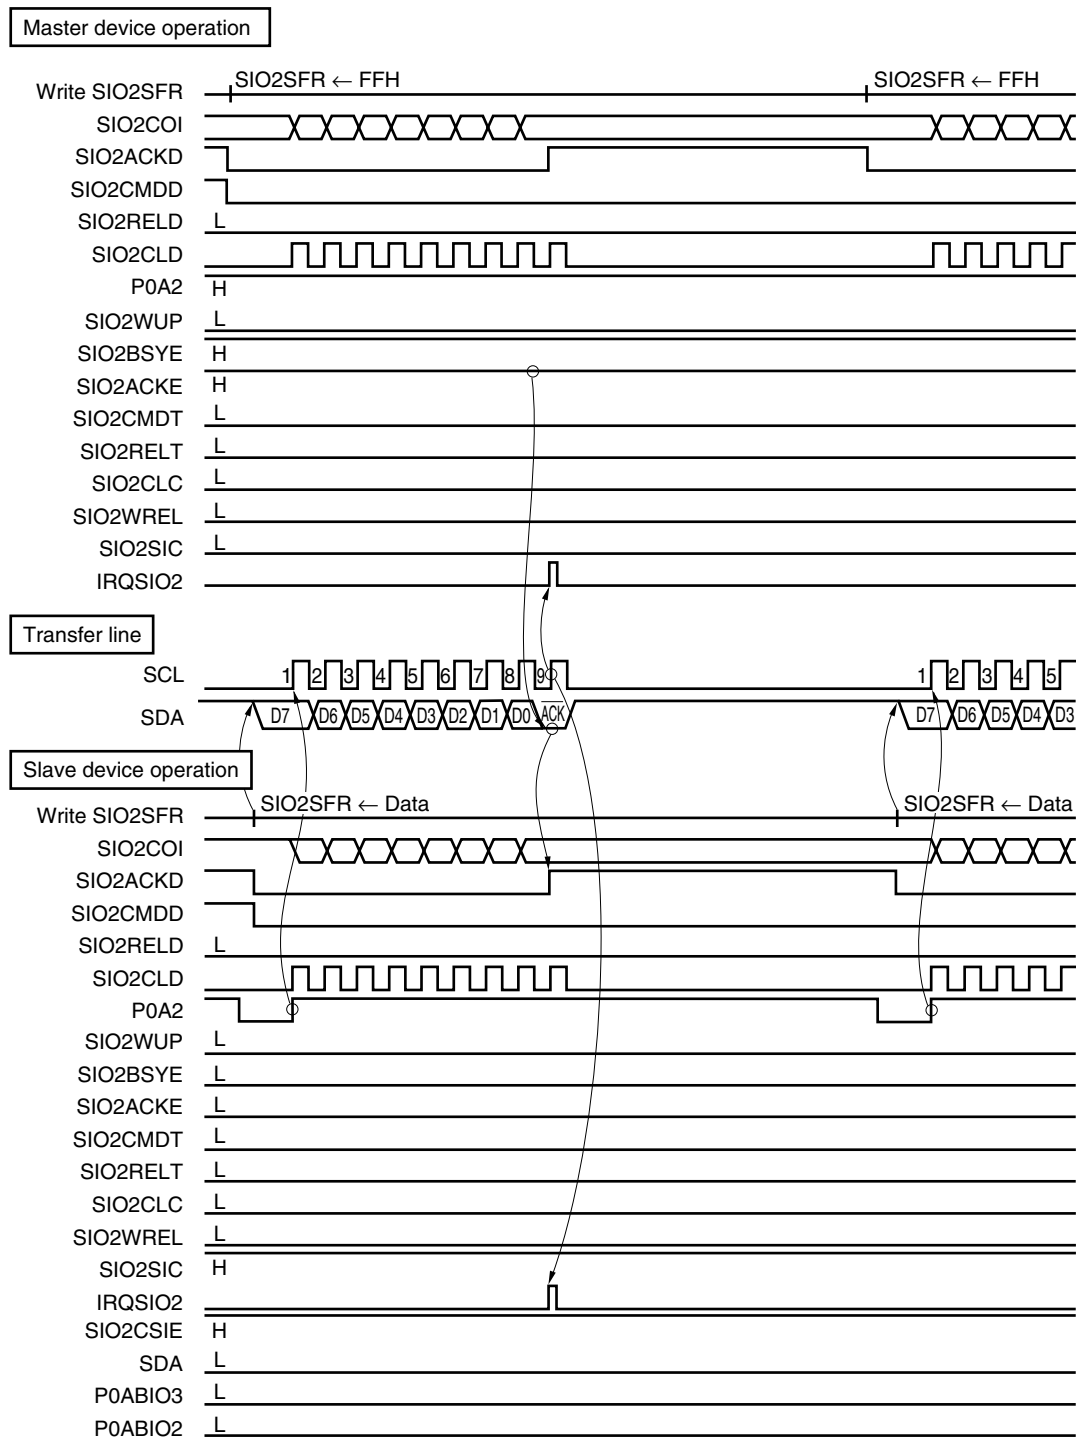 Master device operation
Write SIO2SFR SIO2SFR ← FFH SIO2SFR ← FFH
SIO2COI
SIO2ACKD
SIO2CMDD
SIO2RELD L
SIO2CLD
P0A2 H
SIO2WUP L
SIO2BSYE H
SIO2ACKE H
SIO2CMDT L
SIO2RELT L
SIO2CLC L
SIO2WREL L
SIO2SIC L
IRQSIO2
Transfer line
SCL 1 2 3 4 5 6 7 8 9 1 2 3 4 5
SDA D7 D6 D5 D4 D3 D2 D1 D0 ACK D7 D6 D5 D4 D3
Slave device operation
Write SIO2SFR SIO2SFR ← Data SIO2SFR ← Data
SIO2COI
SIO2ACKD
SIO2CMDD
SIO2RELD L
SIO2CLD
P0A2
SIO2WUP L
SIO2BSYE L
SIO2ACKE L
SIO2CMDT L
SIO2RELT L
SIO2CLC L
SIO2WREL L
SIO2SIC H
IRQSIO2
SIO2CSIE H
SDA L
P0ABIO3 L
P0ABIO2 L